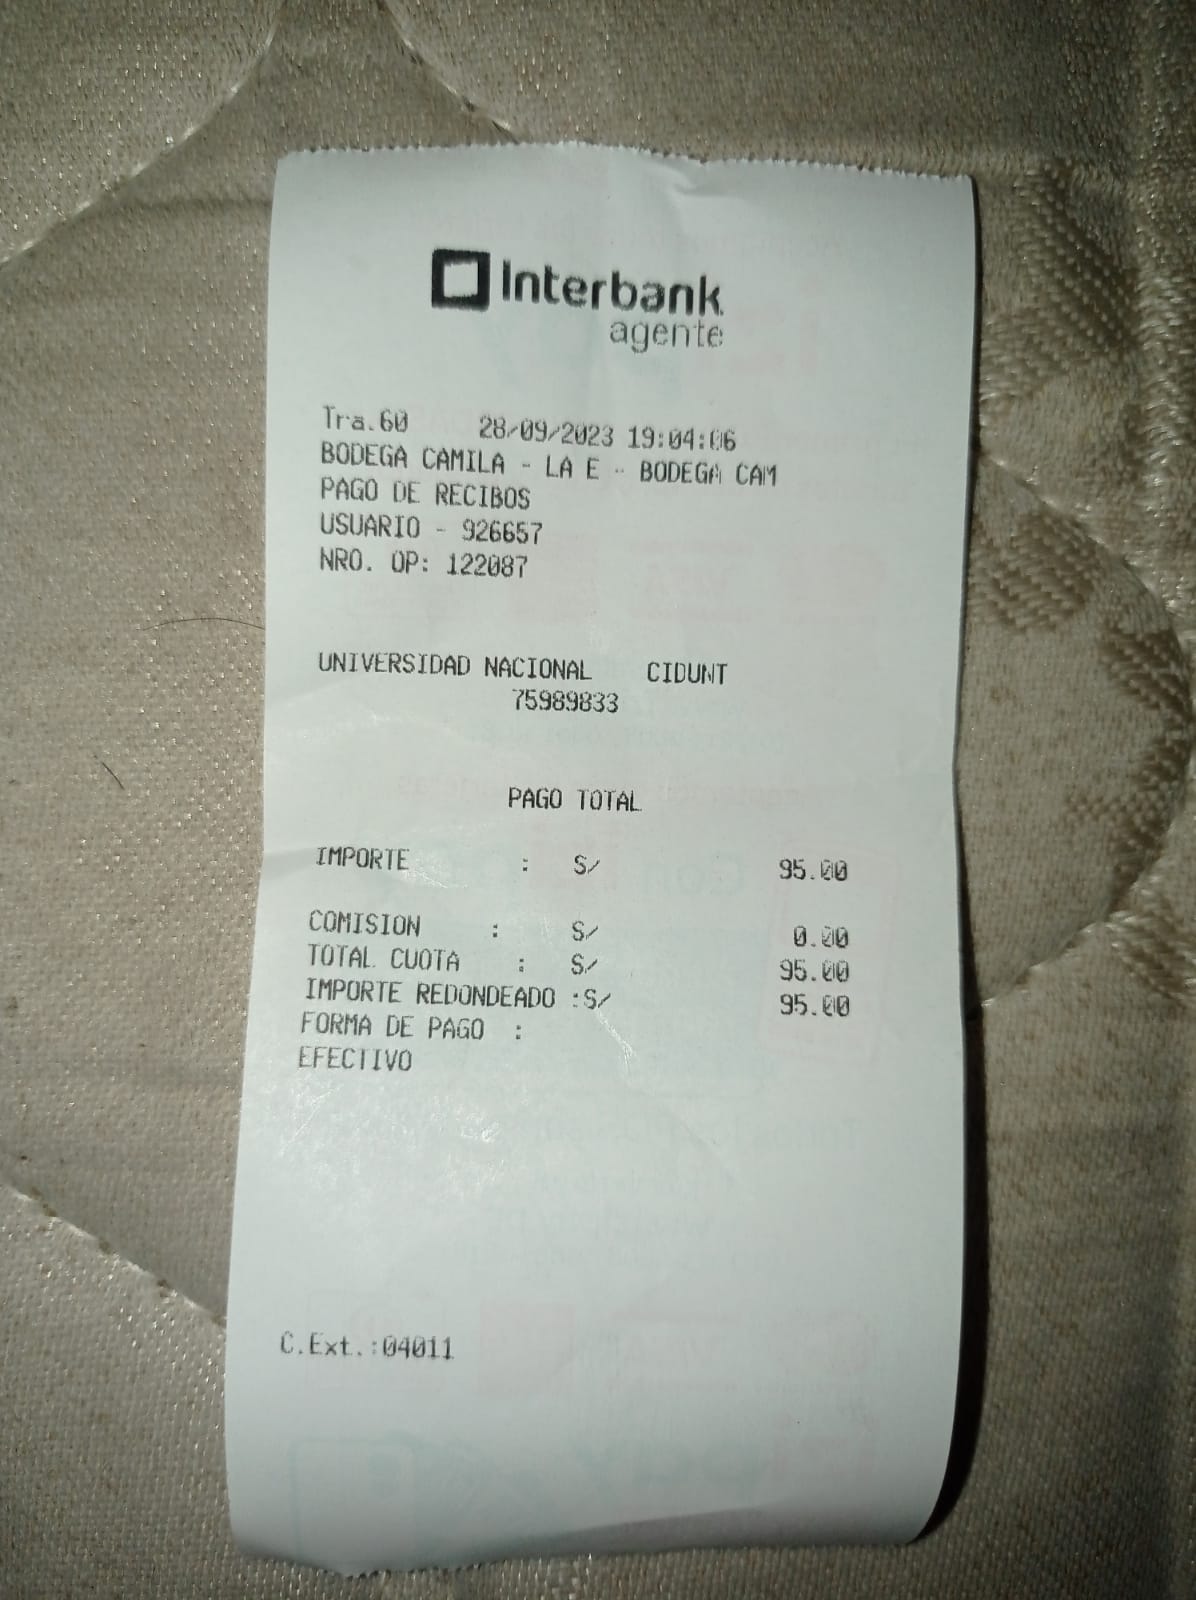 Interbank
agente
Tra.60 28/09/2023 19:04:06
BODEGA CAMILA - LA E - BODEGA CAM
PAGO DE RECIBOS
USUARIO - 926657
NRO. OP: 122087
UNIVERSIDAD NACIONAL CIDUNT
75989833
PAGO TOTAL
IMPORTE : S/ 95.00
COMISION : S/ 0.00
TOTAL CUOTA : S/ 95.00
IMPORTE REDONDEADO :S/ 95.00
FORMA DE PAGO :
EFECTIVO
C.Ext.:04011